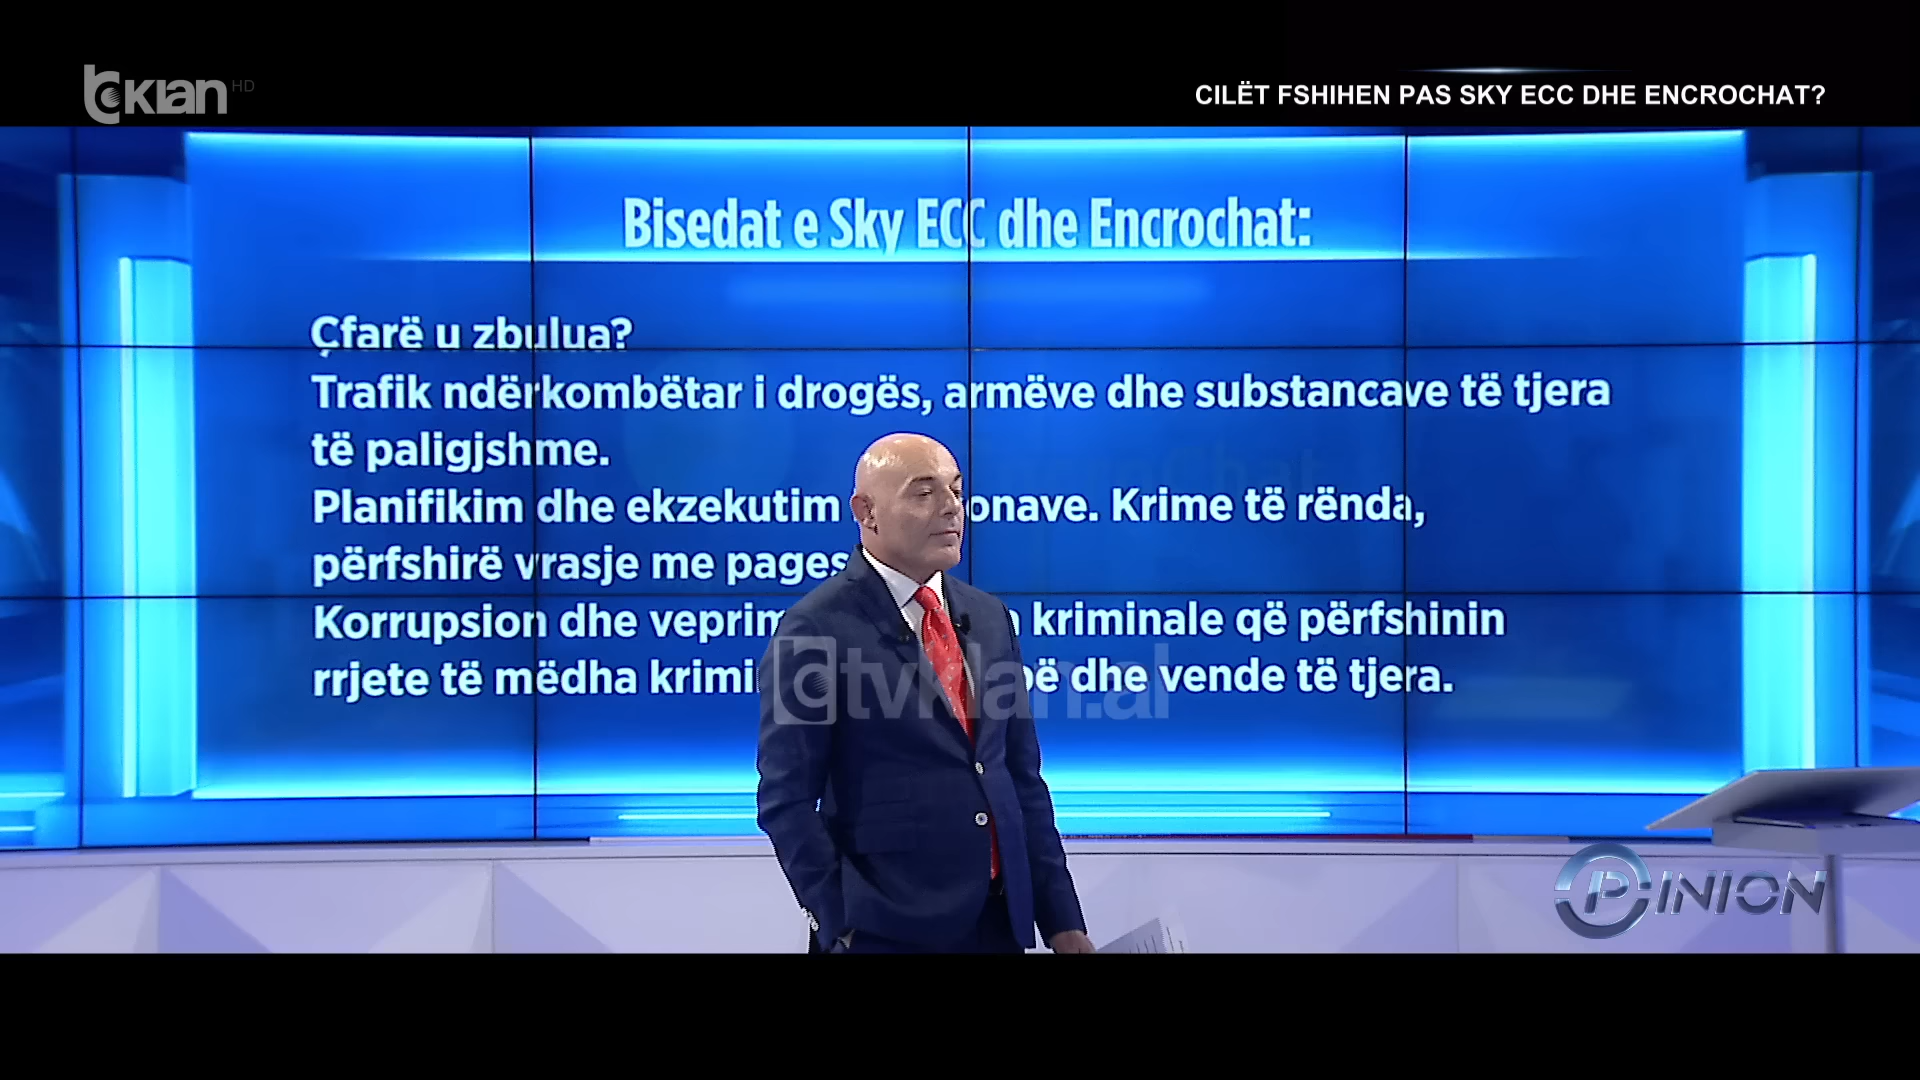 tvklan HD
CILËT FSHIHEN PAS SKY ECC DHE ENCROCHAT?
Bisedat e Sky ECC dhe Encrochat:
Çfarë u zbulua?
Trafik ndërkombëtar i drogës, armëve dhe substancave të tjera
të paligjshme.
Planifikim dhe ekzekutim onave. Krime të rënda,
përfshirë vrasje me pages
Korrupsion dhe veprim kriminale që përfshinin
rrjete të mëdha krimi pë dhe vende të tjera.
tvklan.al
OPINION